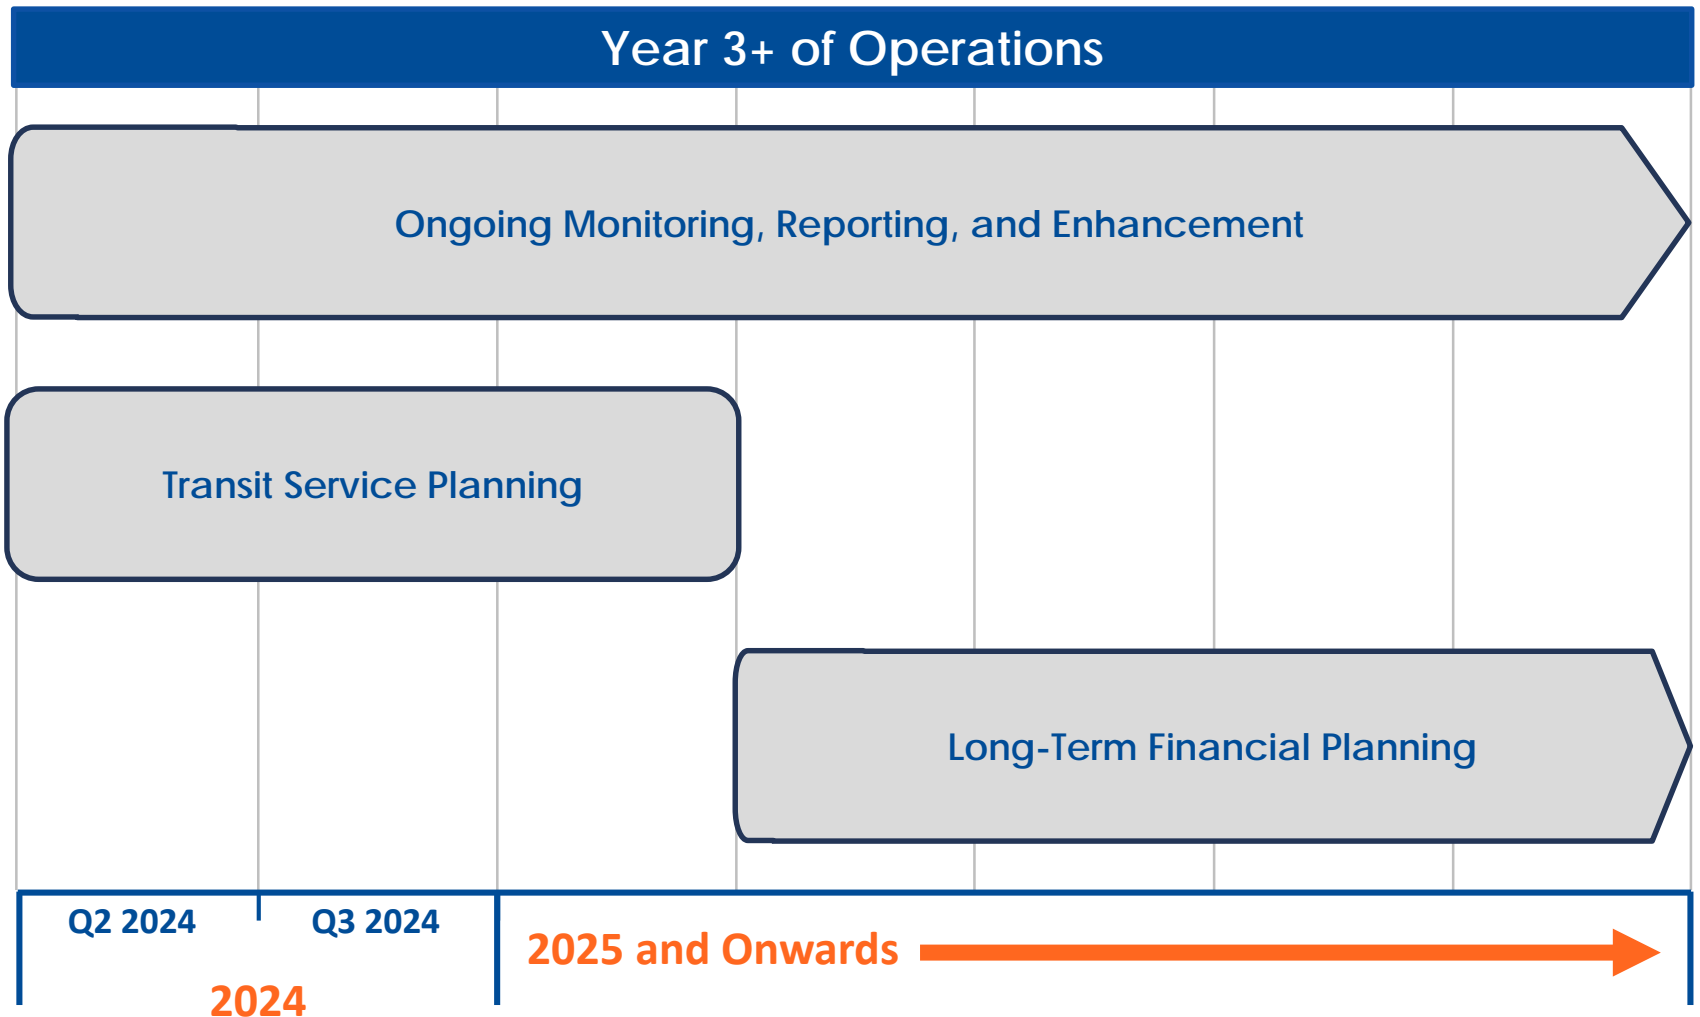 Year 3+ of Operations
Ongoing Monitoring, Reporting, and Enhancement
Transit Service Planning
Long-Term Financial Planning
Q2 2024
Q3 2024
2025 and Onwards
2024